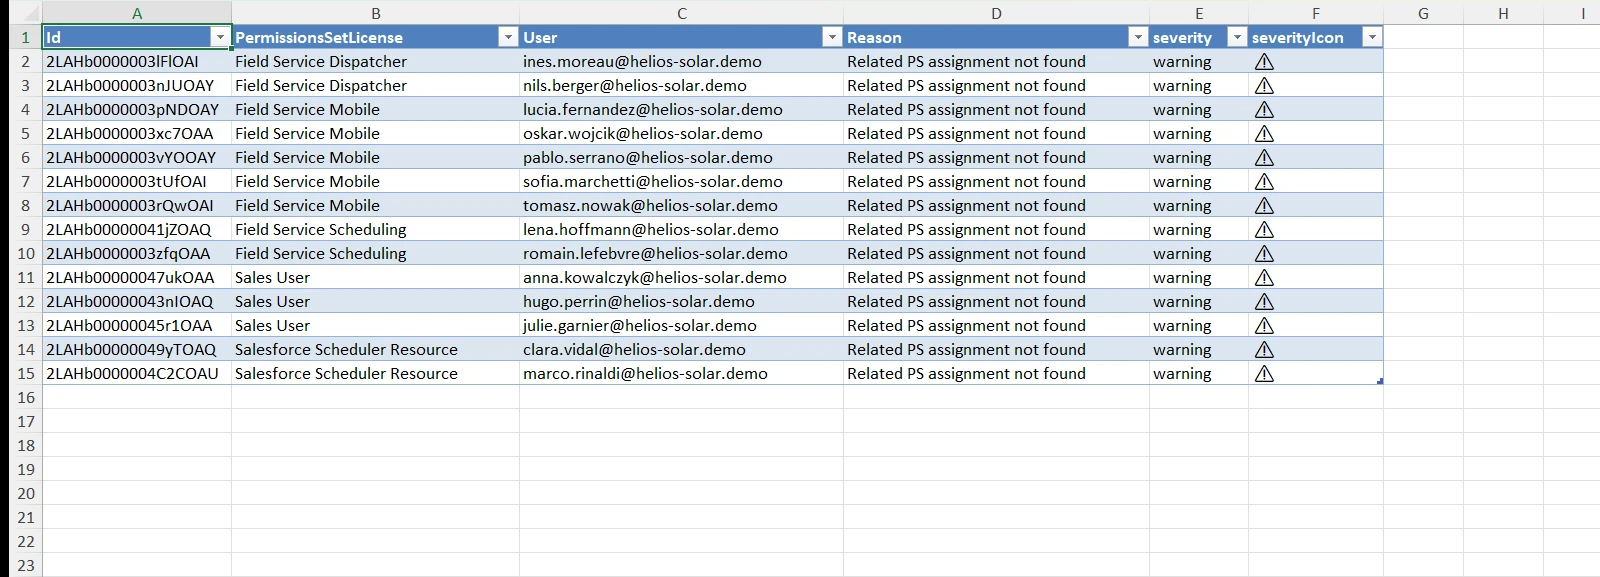 A B C D E F G H I
1 Id PermissionsSetLicense User Reason severity severityIcon
2 2LAHb0000003lFlOAI Field Service Dispatcher ines.moreau@helios-solar.demo Related PS assignment not found warning ⚠
3 2LAHb0000003nJUOAY Field Service Dispatcher nils.berger@helios-solar.demo Related PS assignment not found warning ⚠
4 2LAHb0000003pNDOAY Field Service Mobile lucia.fernandez@helios-solar.demo Related PS assignment not found warning ⚠
5 2LAHb0000003xc7OAA Field Service Mobile oskar.wojcik@helios-solar.demo Related PS assignment not found warning ⚠
6 2LAHb0000003vYOOAY Field Service Mobile pablo.serrano@helios-solar.demo Related PS assignment not found warning ⚠
7 2LAHb0000003tUfOAI Field Service Mobile sofia.marchetti@helios-solar.demo Related PS assignment not found warning ⚠
8 2LAHb0000003rQwOAI Field Service Mobile tomasz.nowak@helios-solar.demo Related PS assignment not found warning ⚠
9 2LAHb00000041jZOAQ Field Service Scheduling lena.hoffmann@helios-solar.demo Related PS assignment not found warning ⚠
10 2LAHb0000003zfqOAA Field Service Scheduling romain.lefebvre@helios-solar.demo Related PS assignment not found warning ⚠
11 2LAHb00000047ukOAA Sales User anna.kowalczyk@helios-solar.demo Related PS assignment not found warning ⚠
12 2LAHb00000043nIOAQ Sales User hugo.perrin@helios-solar.demo Related PS assignment not found warning ⚠
13 2LAHb00000045r1OAA Sales User julie.garnier@helios-solar.demo Related PS assignment not found warning ⚠
14 2LAHb00000049yTOAQ Salesforce Scheduler Resource clara.vidal@helios-solar.demo Related PS assignment not found warning ⚠
15 2LAHb0000004C2COAU Salesforce Scheduler Resource marco.rinaldi@helios-solar.demo Related PS assignment not found warning ⚠
16
17
18
19
20
21
22
23